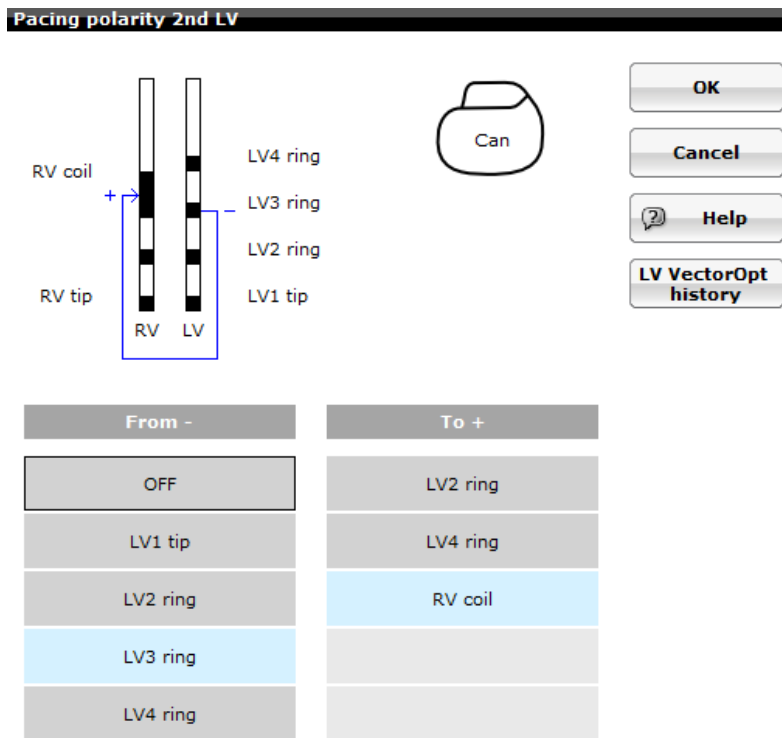 Pacing polarity 2nd LV
RV coil
+
RV tip
LV4 ring
LV3 ring
–
LV2 ring
LV1 tip
RV LV
Can
OK
Cancel
Help
LV VectorOpt
history
From -
To +
OFF
LV2 ring
LV1 tip
LV4 ring
LV2 ring
RV coil
LV3 ring
LV4 ring